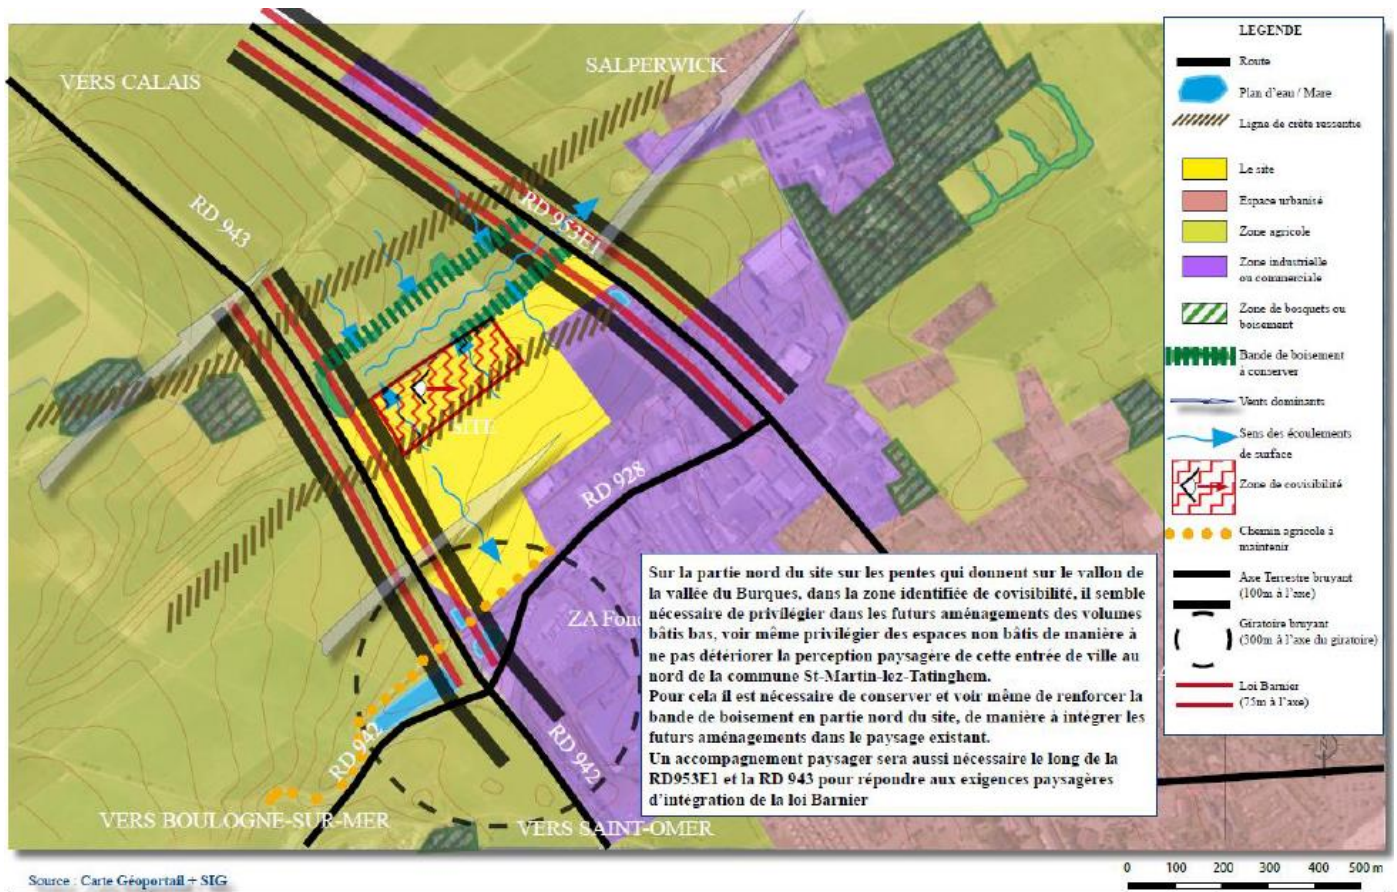 VERS CALAIS
SALPERWICK
RD 943
RD 953E1
SITE
RD 928
ZA Fond
RD 942
RD 942
VERS BOULOGNE-SUR-MER
VERS SAINT-OMER
Sur la partie nord du site sur les pentes qui donnent sur le vallon de
la vallée du Burques, dans la zone identifiée de covisibilité, il semble
nécessaire de privilégier dans les futurs aménagements des volumes
bâtis bas, voir même privilégier des espaces non bâtis de manière à
ne pas détériorer la perception paysagère de cette entrée de ville au
nord de la commune St-Martin-lez-Tatinghem.
Pour cela il est nécessaire de conserver et voir même de renforcer la
bande de boisement en partie nord du site, de manière à intégrer les
futurs aménagements dans le paysage existant.
Un accompagnement paysager sera aussi nécessaire le long de la
RD953E1 et la RD 943 pour répondre aux exigences paysagères
d'intégration de la loi Barnier
LEGENDE
Route
Plan d'eau / Mare
Ligne de crête ressentie
Le site
Espace urbanisé
Zone agricole
Zone industrielle
ou commerciale
Zone de bosquets ou
boisement
Bande de boisement
à conserver
Vents dominants
Sens des écoulements
de surface
Zone de covisibilité
Chemin agricole à
maintenir
Axe Terrestre bruyant
(100m à l'axe)
Giratoire bruyant
(300m à l'axe du giratoire)
Loi Barnier
(75m à l'axe)
Source : Carte Géoportail + SIG
0 100 200 300 400 500 m